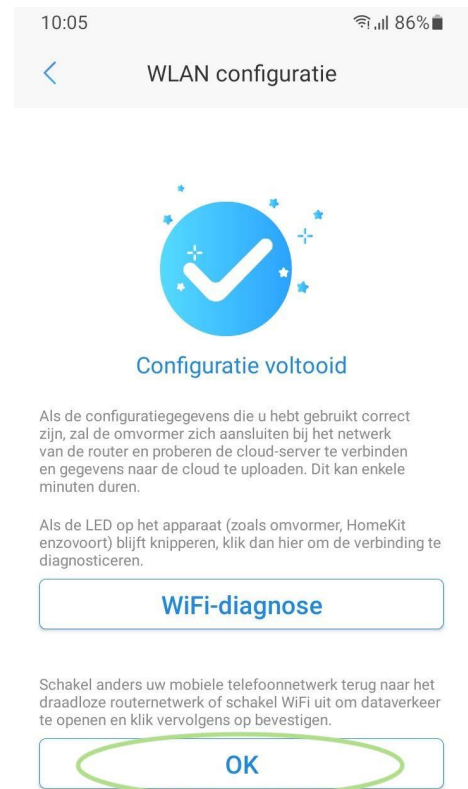 10:05 86%
WLAN configuratie
Configuratie voltooid
Als de configuratiegegevens die u hebt gebruikt correct
zijn, zal de omvormer zich aansluiten bij het netwerk
van de router en proberen de cloud-server te verbinden
en gegevens naar de cloud te uploaden. Dit kan enkele
minuten duren.
Als de LED op het apparaat (zoals omvormer, HomeKit
enzovoort) blijft knipperen, klik dan hier om de verbinding te
diagnosticeren.
WiFi-diagnose
Schakel anders uw mobiele telefoonnetwerk terug naar het
draadloze routernetwerk of schakel WiFi uit om dataverkeer
te openen en klik vervolgens op bevestigen.
OK